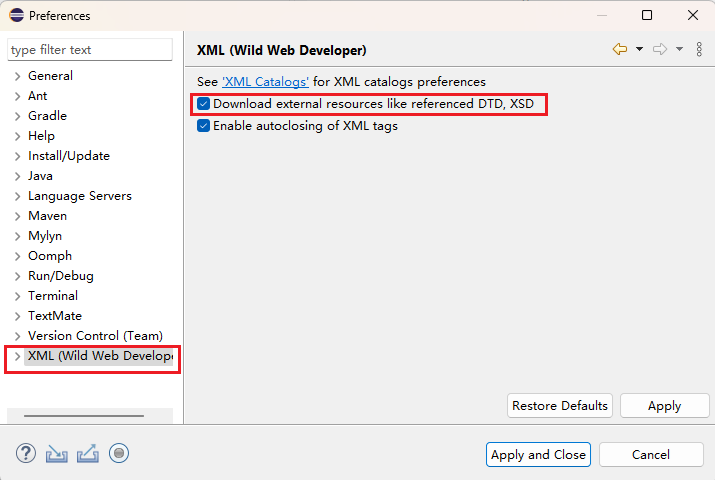 Preferences
type filter text
General
Ant
Gradle
Help
Install/Update
Java
Language Servers
Maven
Mylyn
Oomph
Run/Debug
Terminal
TextMate
Version Control (Team)
XML (Wild Web Develope
XML (Wild Web Developer)
See 'XML Catalogs' for XML catalogs preferences
Download external resources like referenced DTD, XSD
Enable autoclosing of XML tags
Restore Defaults
Apply
Apply and Close
Cancel